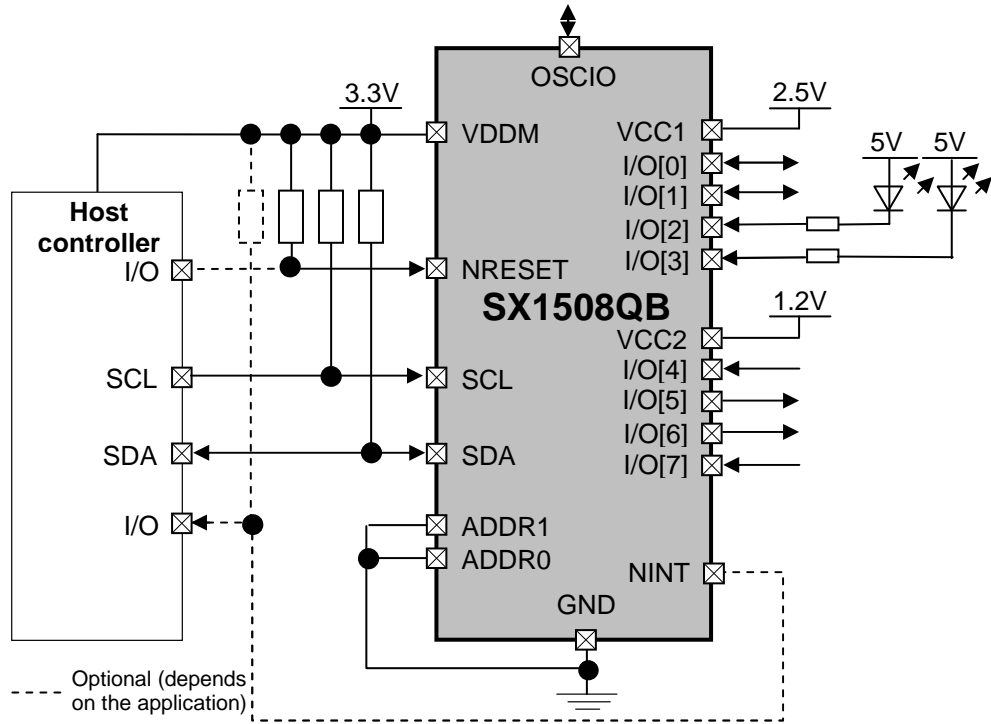 OSCIO
3.3V
2.5V
VDDM
VCC1
5V
5V
I/O[0]
I/O[1]
Host
controller
I/O[2]
I/O[3]
I/O
NRESET
SX1508QB
1.2V
VCC2
SCL
SCL
I/O[4]
I/O[5]
I/O[6]
SDA
SDA
I/O[7]
I/O
ADDR1
ADDR0
NINT
GND
Optional (depends
on the application)